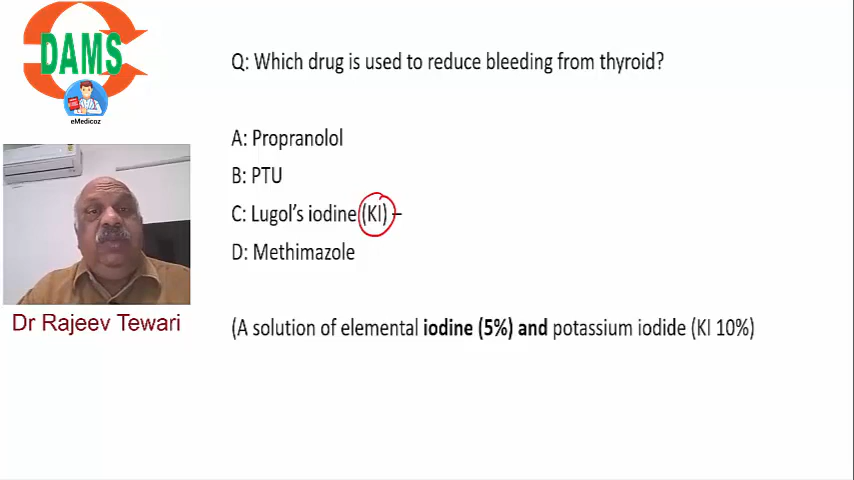 DAMS
eMedicoz
Q: Which drug is used to reduce bleeding from thyroid?
A: Propranolol
B: PTU
C: Lugol's iodine (KI) –
D: Methimazole
Dr Rajeev Tewari
(A solution of elemental iodine (5%) and potassium iodide (KI 10%)